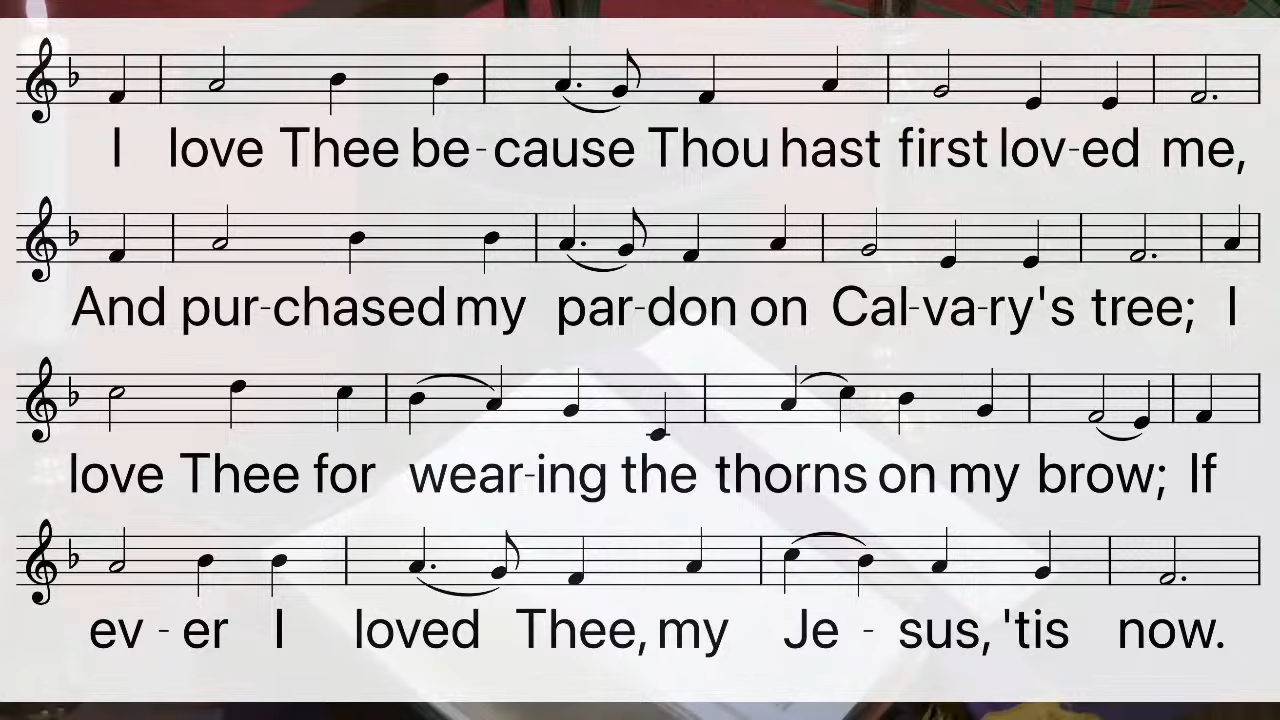 I love Thee be-cause Thou hast first lov-ed me,
And pur-chased my par-don on Cal-va-ry's tree; I
love Thee for wear-ing the thorns on my brow; If
ev - er I loved Thee, my Je - sus, 'tis now.